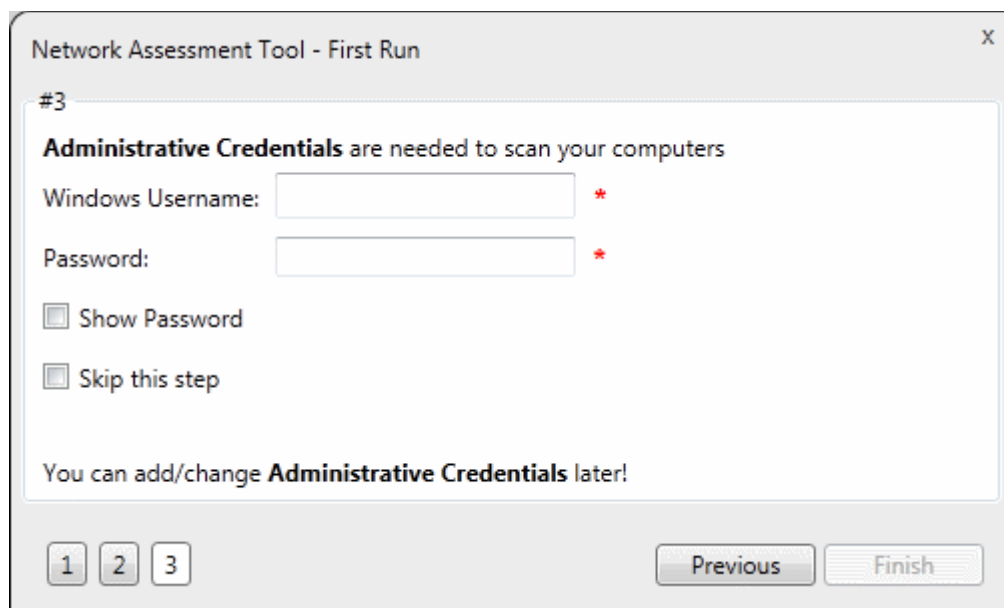 Network Assessment Tool - First Run
x
#3
Administrative Credentials are needed to scan your computers
Windows Username: *
Password: *
Show Password
Skip this step
You can add/change Administrative Credentials later!
1 2 3 Previous Finish